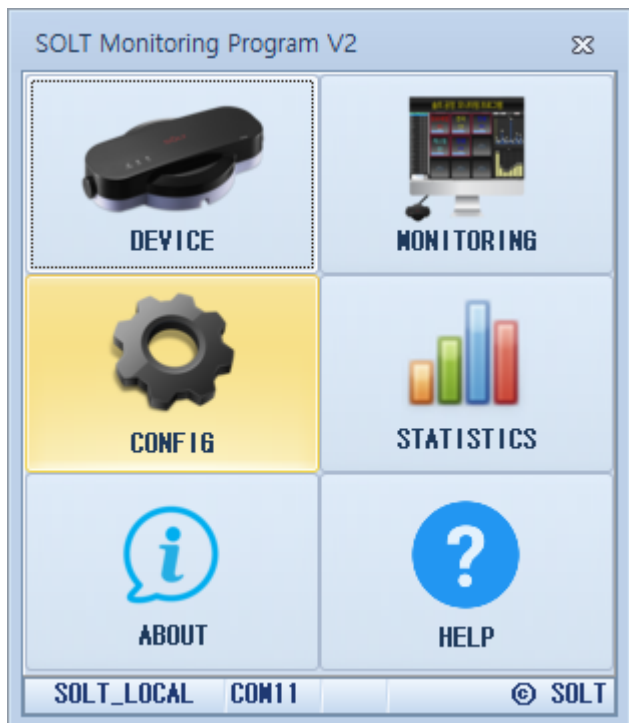 SOLT Monitoring Program V2
DEVICE
MONITORING
CONFIG
STATISTICS
ABOUT
HELP
SOLT_LOCAL COM11 © SOLT